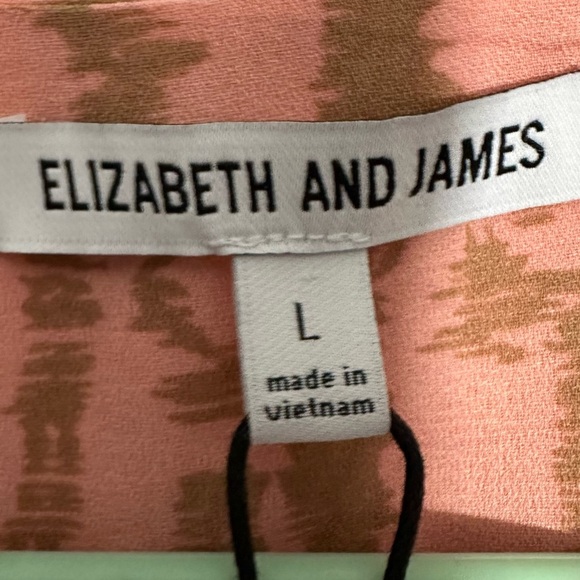 ELIZABETH AND JAMES
L
made in
vietnam